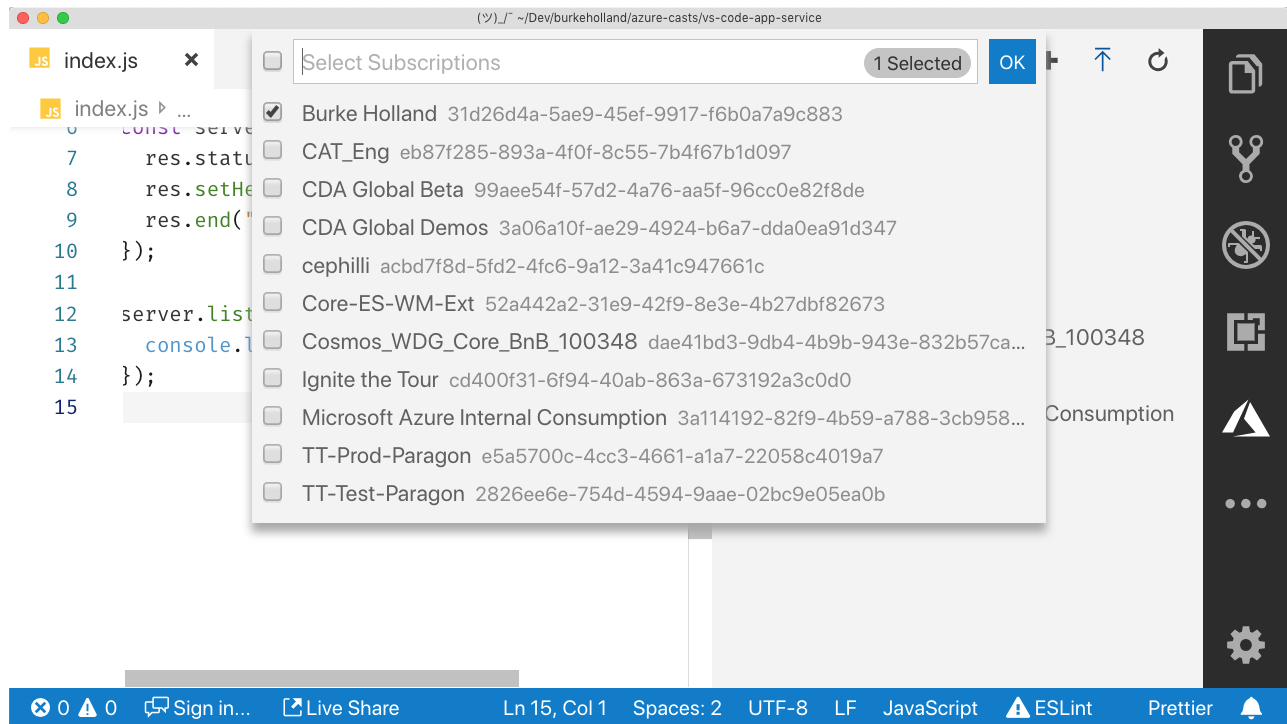 (ツ)_/¯ ~/Dev/burkeholland/azure-casts/vs-code-app-service
JS index.js
Select Subscriptions 1 Selected OK
JS index.js ...
Burke Holland 31d26d4a-5ae9-45ef-9917-f6b0a7a9c883
CAT_Eng eb87f285-893a-4f0f-8c55-7b4f67b1d097
CDA Global Beta 99aee54f-57d2-4a76-aa5f-96cc0e82f8de
CDA Global Demos 3a06a10f-ae29-4924-b6a7-dda0ea91d347
cephilli acbd7f8d-5fd2-4fc6-9a12-3a41c947661c
Core-ES-WM-Ext 52a442a2-31e9-42f9-8e3e-4b27dbf82673
Cosmos_WDG_Core_BnB_100348 dae41bd3-9db4-4b9b-943e-832b57ca...
Ignite the Tour cd400f31-6f94-40ab-863a-673192a3c0d0
Microsoft Azure Internal Consumption 3a114192-82f9-4b59-a788-3cb958...
TT-Prod-Paragon e5a5700c-4cc3-4661-a1a7-22058c4019a7
TT-Test-Paragon 2826ee6e-754d-4594-9aae-02bc9e05ea0b
6 const serve
7 res.statu
8 res.setHe
9 res.end("
10 });
11
12 server.list
13 console.l
14 });
15
B_100348
Consumption
0 0 Sign in... Live Share Ln 15, Col 1 Spaces: 2 UTF-8 LF JavaScript ESLint Prettier